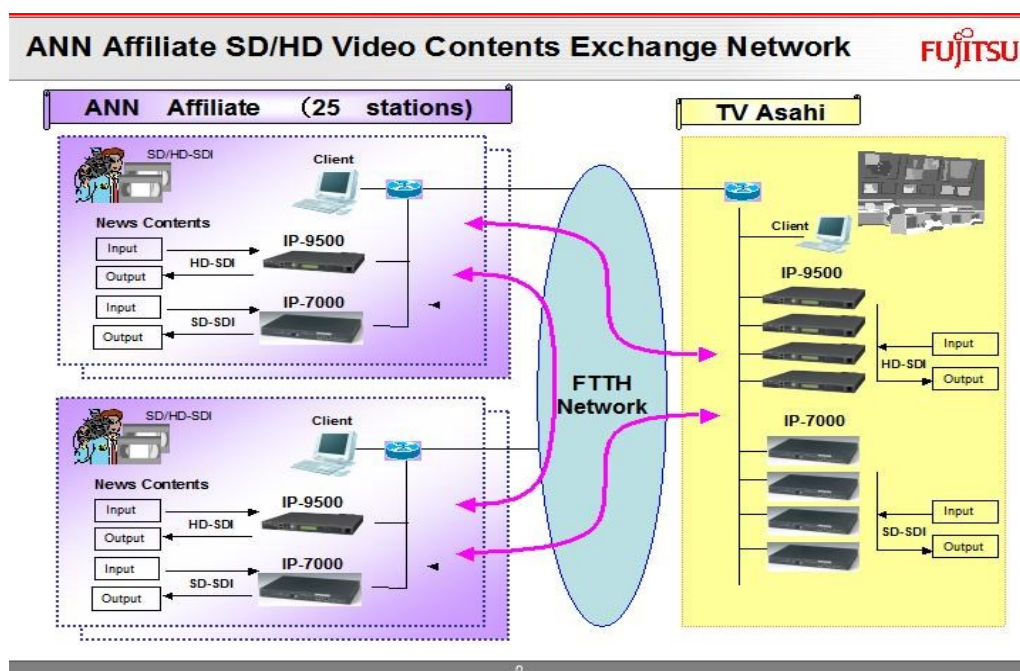 ANN Affiliate SD/HD Video Contents Exchange Network
FUJITSU
ANN Affiliate （25 stations)
TV Asahi
SD/HD-SDI
Client
News Contents
Input
HD-SDI
Output
IP-9500
Input
SD-SDI
Output
IP-7000
SD/HD-SDI
Client
News Contents
Input
HD-SDI
Output
IP-9500
Input
SD-SDI
Output
IP-7000
FTTH
Network
Client
IP-9500
Input
HD-SDI
Output
IP-7000
Input
SD-SDI
Output